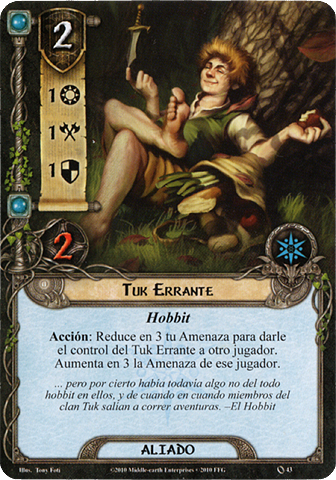 2
1
1
1
2
Tuk Errante
Hobbit
Acción: Reduce en 3 tu Amenaza para darle
el control del Tuk Errante a otro jugador.
Aumenta en 3 la Amenaza de ese jugador.
... pero por cierto había todavía algo no del todo
hobbit en ellos, y de cuando en cuando miembros del
clan Tuk salían a correr aventuras. –El Hobbit
ALIADO
Illus. Tony Foti
©2010 Middle-earth Enterprises ©2010 FFG
43